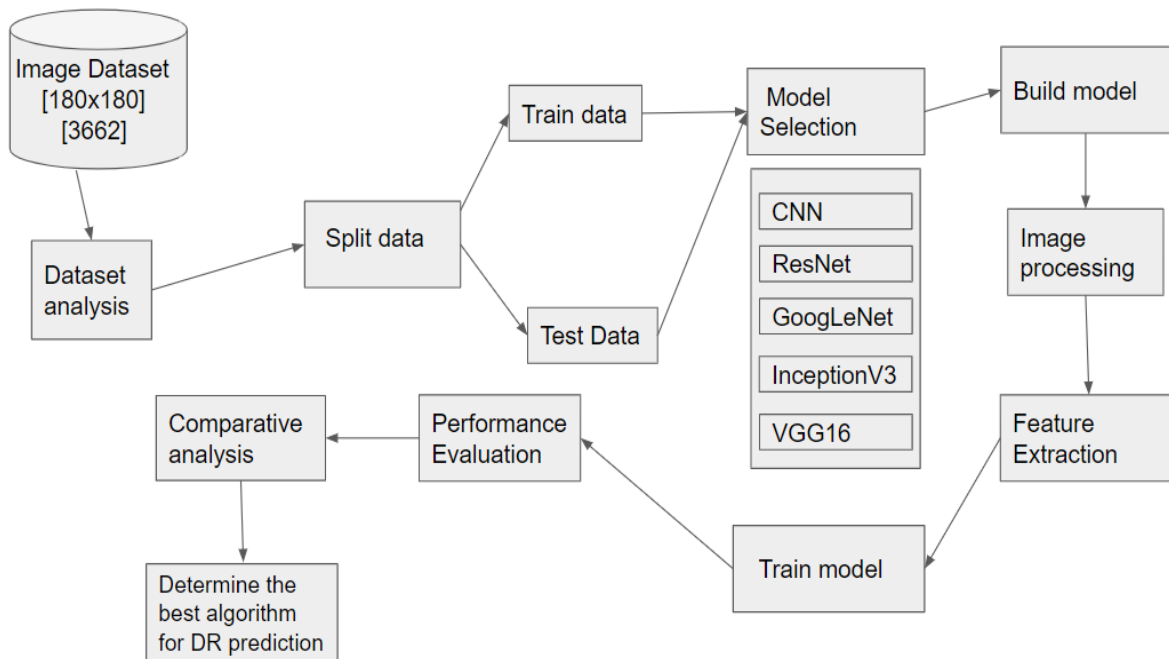 Image Dataset
[180x180]
[3662]
Dataset
analysis
Split data
Train data
Test Data
Model
Selection
CNN
ResNet
GoogLeNet
InceptionV3
VGG16
Build model
Image
processing
Feature
Extraction
Train model
Performance
Evaluation
Comparative
analysis
Determine the
best algorithm
for DR prediction